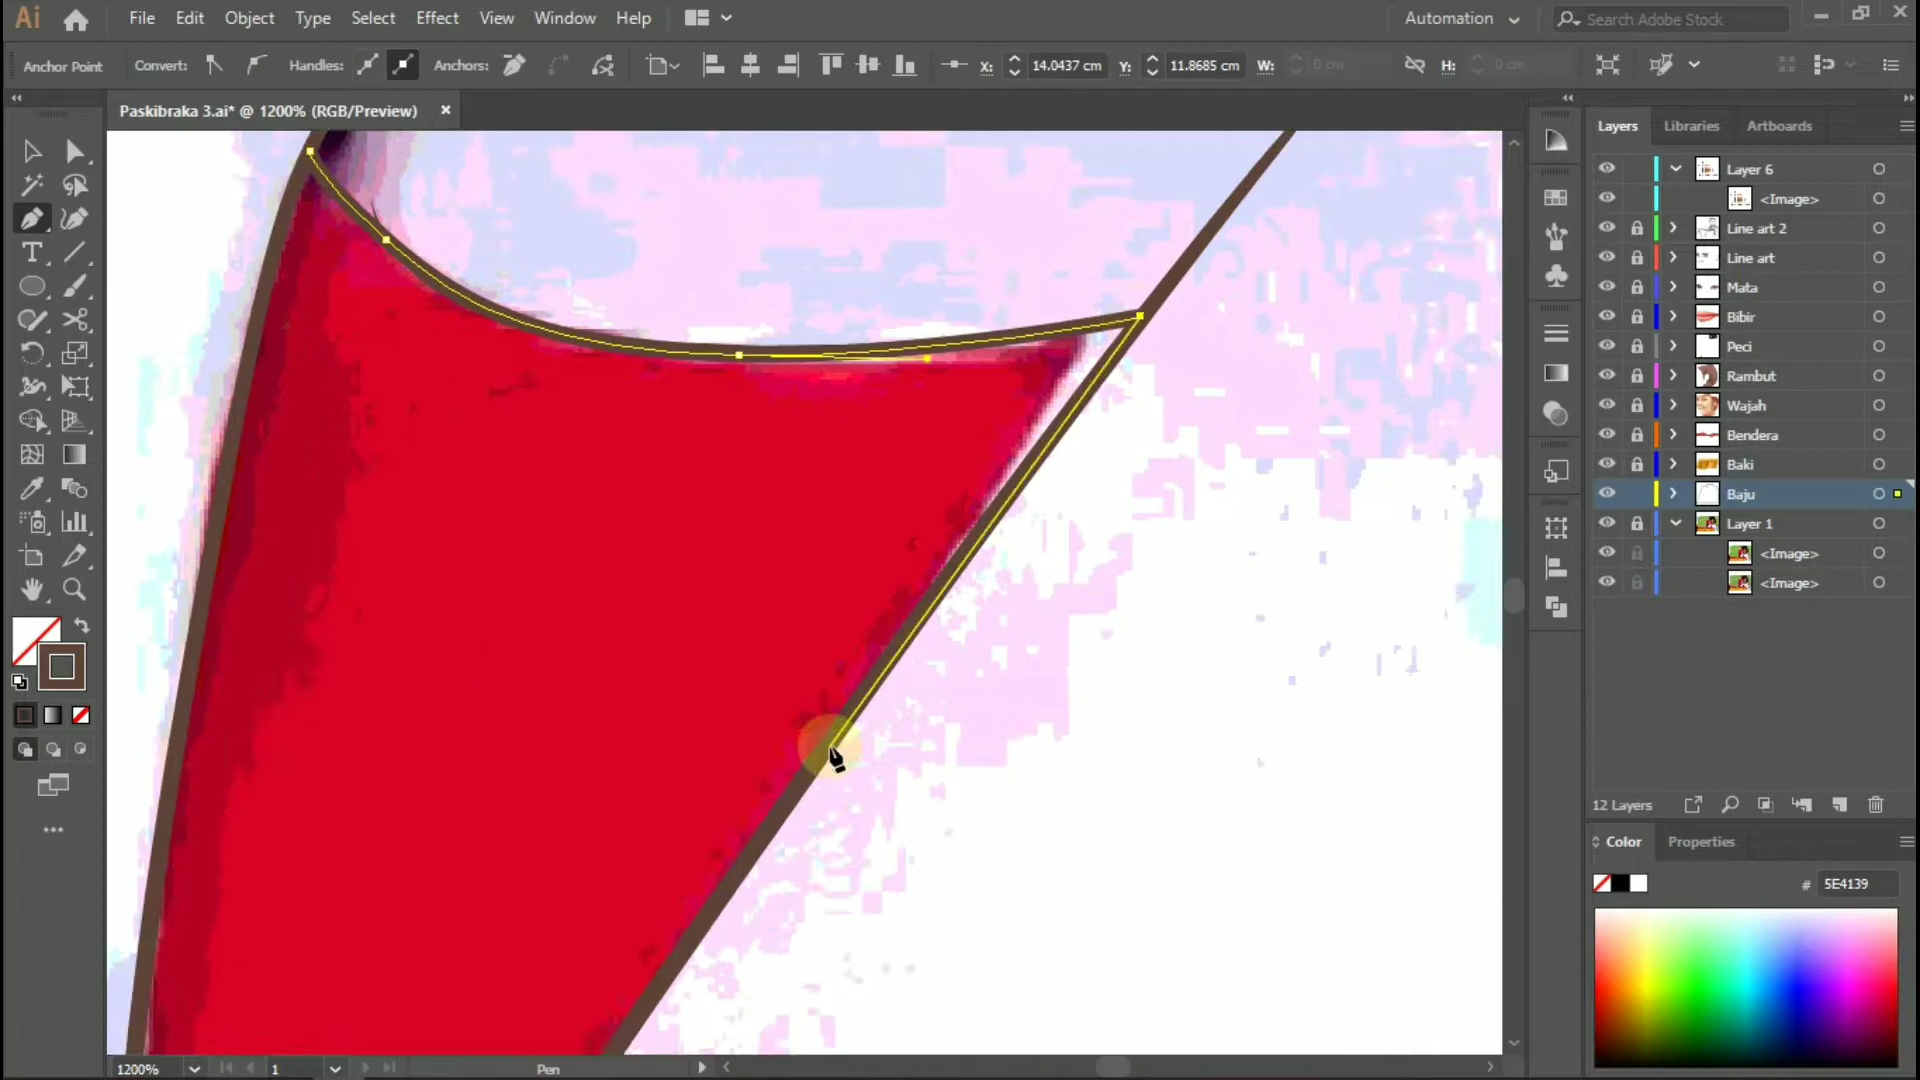 Ai File Edit Object Type Select Effect View Window Help Automation Search Adobe Stock
Anchor Point Convert: Handles: Anchors: X: 14.0437 cm Y: 11.8685 cm W: 0 cm H: 0 cm
Paskibraka 3.ai* @ 1200% (RGB/Preview)
Layers Libraries Artboards
Layer 6
<Image>
Line art 2
Line art
Mata
Bibir
Peci
Rambut
Wajah
Bendera
Baki
Baju
Layer 1
<Image>
<Image>
12 Layers
Color Properties
# 5E4139
1200% 1 Pen